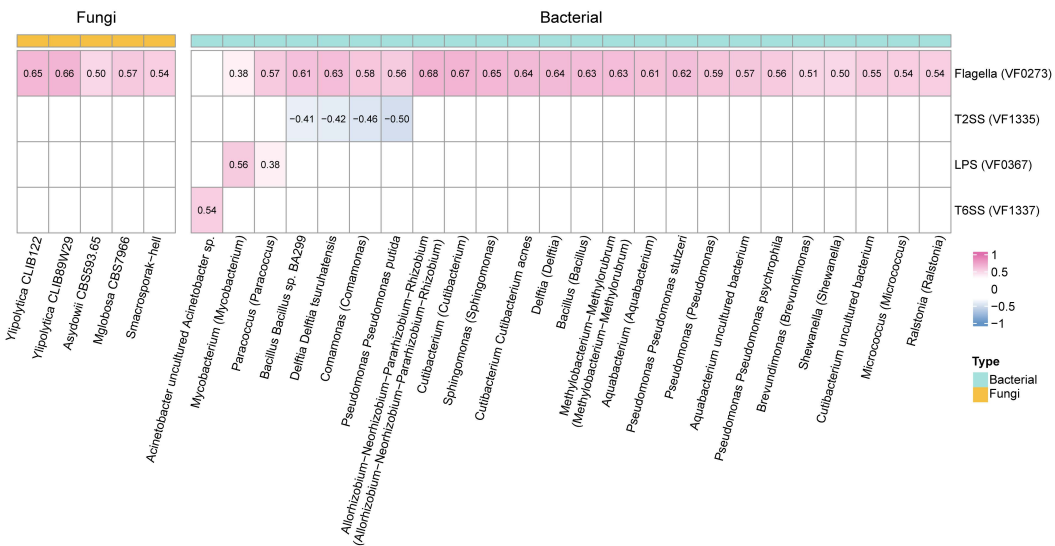 Fungi
Bacterial
0.65 0.66 0.50 0.57 0.54 0.38 0.57 0.61 0.63 0.58 0.56 0.68 0.67 0.65 0.64 0.64 0.63 0.63 0.61 0.62 0.59 0.57 0.56 0.51 0.50 0.55 0.54 0.54 Flagella (VF0273)
−0.41 −0.42 −0.46 −0.50 T2SS (VF1335)
0.56 0.38 LPS (VF0367)
0.54 T6SS (VF1337)
Ylipolytica CLIB122
Ylipolytica CLIB89W29
Asydowii CBS593.65
Mglobosa CBS7966
Smacrosporak−hell
Acinetobacter uncultured Acinetobacter sp.
Mycobacterium (Mycobacterium)
Paracoccus (Paracoccus)
Bacillus Bacillus sp. BA299
Delftia Delftia tsuruhatensis
Comamonas (Comamonas)
Pseudomonas Pseudomonas putida
Allorhizobium−Neorhizobium−Pararhizobium−Rhizobium
(Allorhizobium−Neorhizobium−Pararhizobium−Rhizobium)
Cutibacterium (Cutibacterium)
Sphingomonas (Sphingomonas)
Cutibacterium Cutibacterium acnes
Delftia (Delftia)
Bacillus (Bacillus)
Methylobacterium−Methylorubrum
(Methylobacterium−Methylorubrum)
Aquabacterium (Aquabacterium)
Pseudomonas Pseudomonas stutzeri
Pseudomonas (Pseudomonas)
Aquabacterium uncultured bacterium
Pseudomonas Pseudomonas psychrophila
Brevundimonas (Brevundimonas)
Shewanella (Shewanella)
Cutibacterium uncultured bacterium
Micrococcus (Micrococcus)
Ralstonia (Ralstonia)
1
0.5
0
−0.5
−1
Type
Bacterial
Fungi